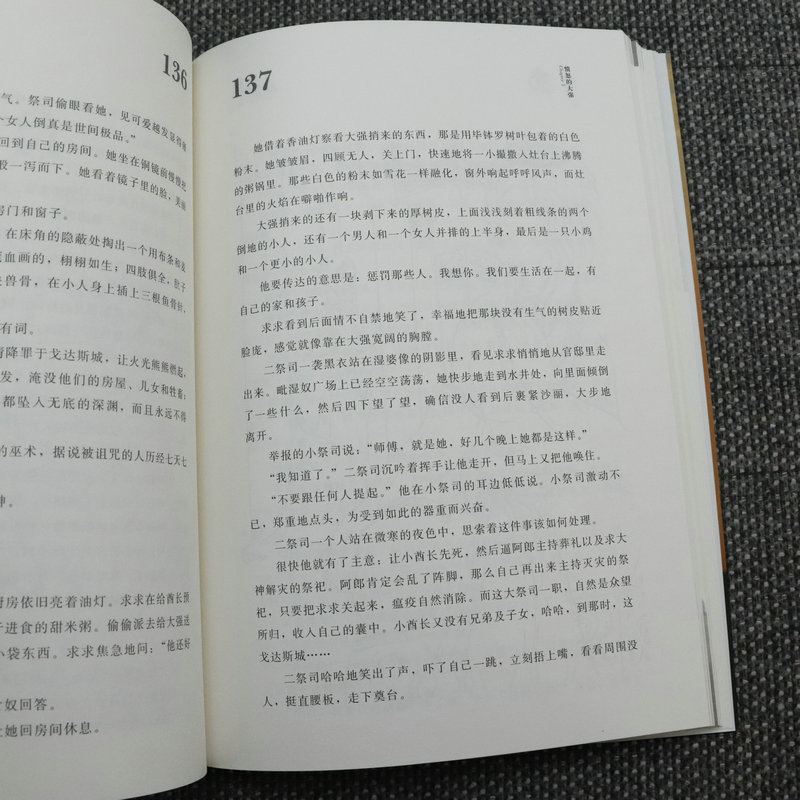 136
气。祭司偷眼看她，见可爱越发显得
个女人倒真是世间极品。”
回到自己的房间。她坐在铜镜前慢慢把
般一泻而下。她看着镜子里的脸，美丽
房门和窗子。
在床角的隐蔽处掏出一个用布条和麦
血画的，栩栩如生；四肢俱全，肚子
兽骨，在小人身上插上三根鱼骨针，
有词。
降罪于戈达斯城，让火光熊熊燃起，
发，淹没他们的房屋、儿女和牲畜；
都坠入无底的深渊，而且永远不得
的巫术，据说被诅咒的人历经七天七
神。
厨房依旧亮着油灯。求求在给酋长预
于进食的甜米粥。偷偷派去给大强送
小袋东西。求求焦急地问：“他还好
女奴回答。
让她回房间休息。
137
愤怒的大强
Chapter 3
她借着香油灯察看大强捎来的东西，那是用毕钵罗树叶包着的白色
粉末。她皱皱眉，四顾无人，关上门，快速地将一小撮撒入灶台上沸腾
的粥锅里。那些白色的粉末如雪花一样融化，窗外响起呼呼风声，而灶
台里的火焰在噼啪作响。
大强捎来的还有一块剥下来的厚树皮，上面浅浅刻着粗线条的两个
倒地的小人，还有一个男人和一个女人并排的上半身，最后是一只小鸡
和一个更小的小人。
他要传达的意思是：惩罚那些人。我想你。我们要生活在一起，有
自己的家和孩子。
求求看到后面情不自禁地笑了，幸福地把那块没有生气的树皮贴近
脸庞，感觉就像靠在大强宽阔的胸膛。
二祭司一袭黑衣站在湿婆像的阴影里，看见求求悄悄地从官邸里走
出来。毗湿奴广场上已经空空荡荡，她快步地走到水井处，向里面倾倒
了一些什么，然后四下望了望，确信没人看到后裹紧沙丽，大步地
离开。
举报的小祭司说：“师傅，就是她，好几个晚上她都是这样。”
“我知道了。”二祭司沉吟着挥手让他走开，但马上又把他唤住。
“不要跟任何人提起。”他在小祭司的耳边低低说。小祭司激动不
已，郑重地点头，为受到如此的器重而兴奋。
二祭司一个人站在微寒的夜色中，思索着这件事该如何处理。
很快他就有了主意：让小酋长先死，然后逼阿郎主持葬礼以及求大
神解灾的祭祀。阿郎肯定会乱了阵脚，那么自己再出来主持灭灾的祭
祀，只要把求求关起来，瘟疫自然消除。而这大祭司一职，自然是众望
所归，收入自己的囊中。小酋长又没有兄弟及子女，哈哈，到那时，这
戈达斯城……
二祭司哈哈地笑出了声，吓了自己一跳，立刻捂上嘴，看看周围没
人，挺直腰板，走下奠台。